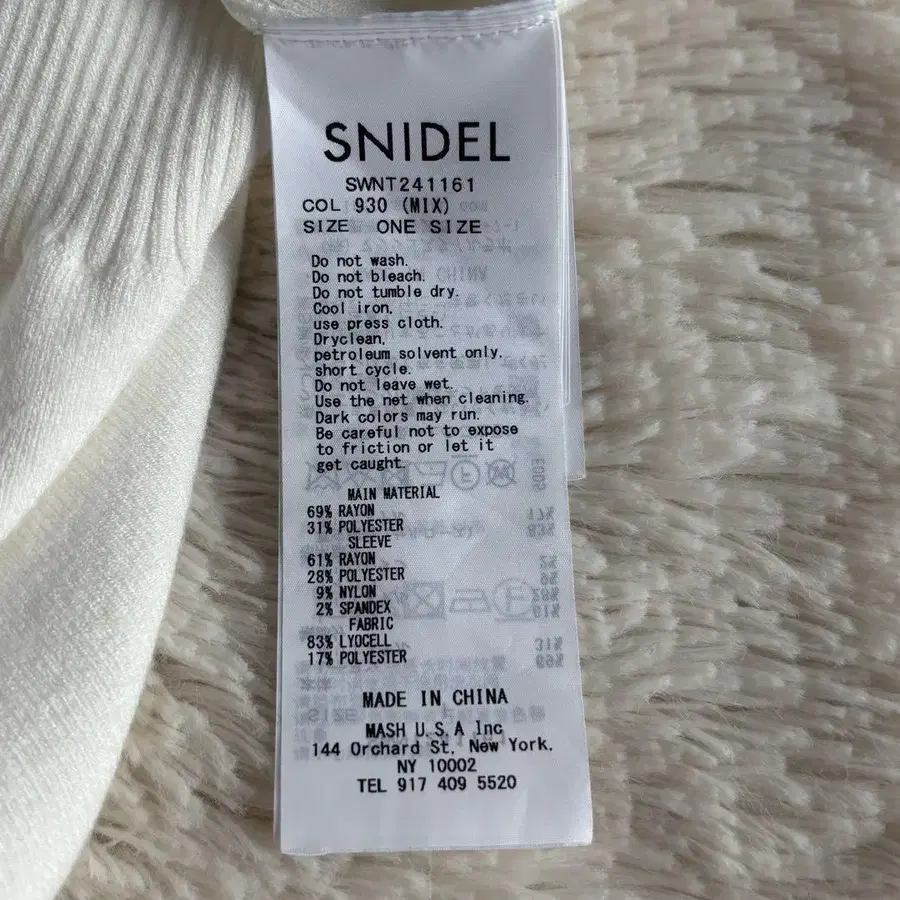 SNIDEL
SWNT241161
COL 930 (MIX)
SIZE ONE SIZE
Do not wash.
Do not bleach.
Do not tumble dry.
Cool iron,
use press cloth.
Dryclean,
petroleum solvent only,
short cycle.
Do not leave wet.
Use the net when cleaning.
Dark colors may run.
Be careful not to expose
to friction or let it
get caught.
MAIN MATERIAL
69% RAYON
31% POLYESTER
SLEEVE
61% RAYON
28% POLYESTER
9% NYLON
2% SPANDEX
FABRIC
83% LYOCELL
17% POLYESTER
MADE IN CHINA
MASH U.S.A Inc
144 Orchard St, New York,
NY 10002
TEL 917 409 5520